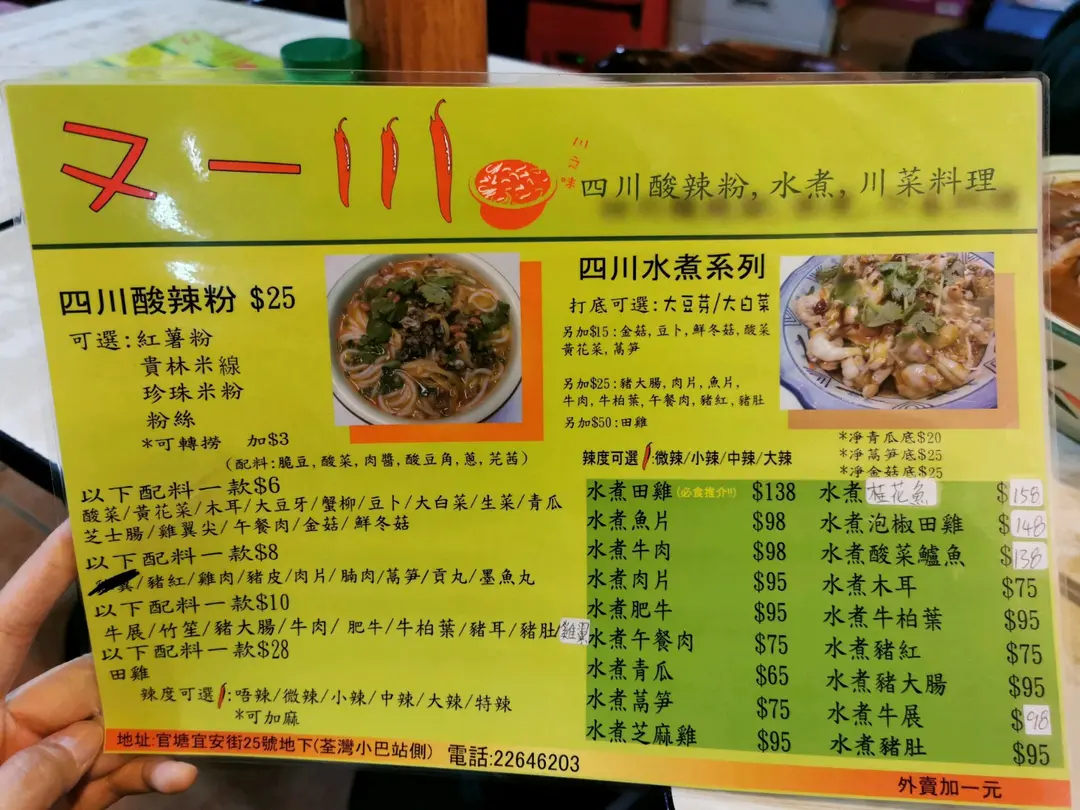 又一川
川之味
四川酸辣粉,水煮,川菜料理
四川酸辣粉 $25
可選:紅薯粉
貴林米線
珍珠米粉
粉絲
*可轉撈 加$3
(配料:脆豆,酸菜,肉醬,酸豆角,蔥,芫茜)
以下配料一款$6
酸菜/黃花菜/木耳/大豆牙/蟹柳/豆卜/大白菜/生菜/青瓜
芝士腸/雞翼尖/午餐肉/金菇/鮮冬菇
以下配料一款$8
翼/豬紅/雞肉/豬皮/肉片/腩肉/萵笋/貢丸/墨魚丸
以下配料一款$10
牛展/竹笙/豬大腸/牛肉/肥牛/牛柏葉/豬耳/豬肚/雞翼
以下配料一款$28
田雞
辣度可選:唔辣/微辣/小辣/中辣/大辣/特辣
*可加麻
四川水煮系列
打底可選:大豆芽/大白菜
另加$15:金菇,豆卜,鮮冬菇,酸菜
黃花菜,萵笋
另加$25:豬大腸,肉片,魚片,
牛肉,牛柏葉,午餐肉,豬紅,豬肚
另加$50:田雞
*凈青瓜底$20
*凈萵笋底$25
*凈金菇底$25
辣度可選:微辣/小辣/中辣/大辣
水煮田雞(必食推介!!) $138
水煮魚片 $98
水煮牛肉 $98
水煮肉片 $95
水煮肥牛 $95
水煮午餐肉 $75
水煮青瓜 $65
水煮萵笋 $75
水煮芝麻雞 $95
水煮桂花魚 $158
水煮泡椒田雞 $148
水煮酸菜鱸魚 $138
水煮木耳 $75
水煮牛柏葉 $95
水煮豬紅 $75
水煮豬大腸 $95
水煮牛展 $98
水煮豬肚 $95
地址:官塘宜安街25號地下(荃灣小巴站側) 電話:22646203
外賣加一元